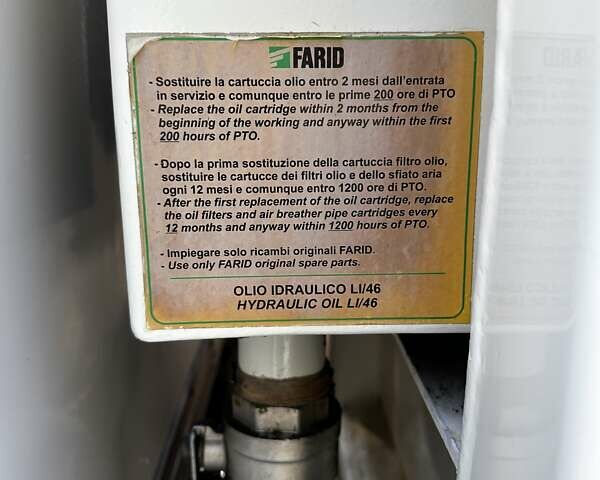 FARID
- Sostituire la cartuccia olio entro 2 mesi dall'entrata
in servizio e comunque entro le prime 200 ore di PTO
- Replace the oil cartridge within 2 months from the
beginning of the working and anyway within the first
200 hours of PTO.
- Dopo la prima sostituzione della cartuccia filtro olio,
sostituire le cartucce dei filtri olio e dello sfiato aria
ogni 12 mesi e comunque entro 1200 ore di PTO.
- After the first replacement of the oil cartridge, replace
the oil filters and air breather pipe cartridges every
12 months and anyway within 1200 hours of PTO.
- Impiegare solo ricambi originali FARID.
- Use only FARID original spare parts.
OLIO IDRAULICO LI/46
HYDRAULIC OIL LI/46